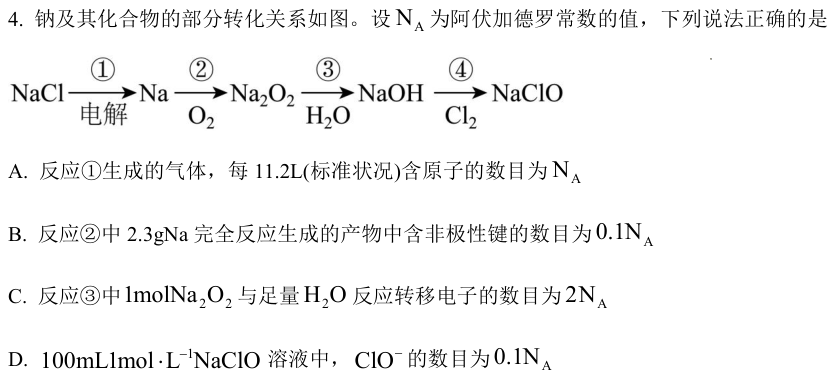 4. 钠及其化合物的部分转化关系如图。设 N_A 为阿伏加德罗常数的值，下列说法正确的是
① ② ③ ④
NaCl → Na → Na₂O₂ → NaOH → NaClO
电解 O₂ H₂O Cl₂
A. 反应①生成的气体，每 11.2L(标准状况)含原子的数目为 N_A
B. 反应②中 2.3gNa 完全反应生成的产物中含非极性键的数目为 0.1N_A
C. 反应③中 1molNa₂O₂ 与足量 H₂O 反应转移电子的数目为 2N_A
D. 100mL1mol·L⁻¹NaClO 溶液中， ClO⁻ 的数目为 0.1N_A